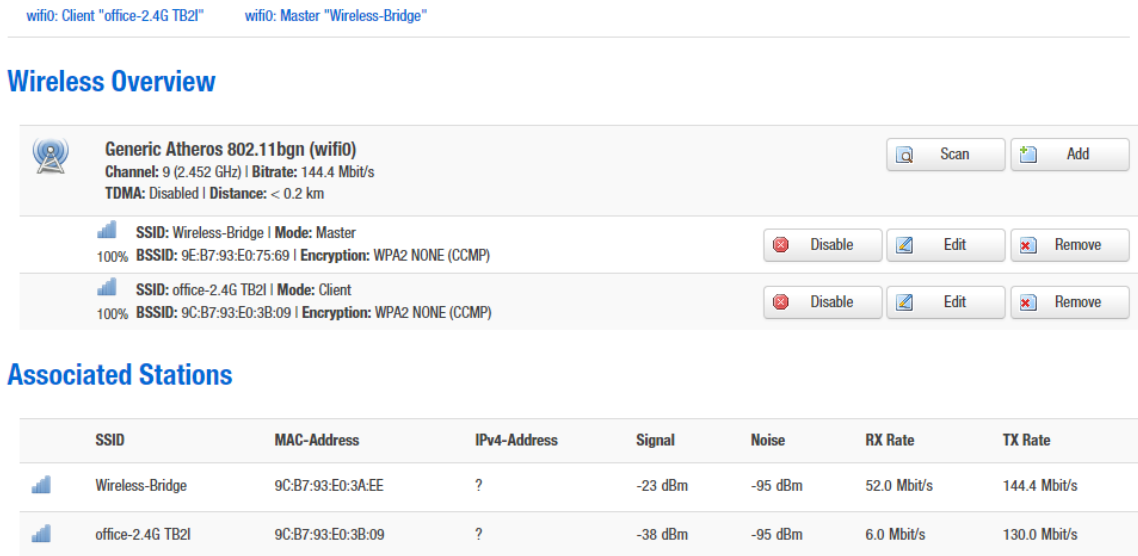 wifi0: Client "office-2.4G TB2I" wifi0: Master "Wireless-Bridge"
Wireless Overview
Generic Atheros 802.11bgn (wifi0)
Channel: 9 (2.452 GHz) | Bitrate: 144.4 Mbit/s
TDMA: Disabled | Distance: < 0.2 km
Scan Add
SSID: Wireless-Bridge | Mode: Master
100% BSSID: 9E:B7:93:E0:75:69 | Encryption: WPA2 NONE (CCMP)
Disable Edit Remove
SSID: office-2.4G TB2I | Mode: Client
100% BSSID: 9C:B7:93:E0:3B:09 | Encryption: WPA2 NONE (CCMP)
Disable Edit Remove
Associated Stations
SSID MAC-Address IPv4-Address Signal Noise RX Rate TX Rate
Wireless-Bridge 9C:B7:93:E0:3A:EE ? -23 dBm -95 dBm 52.0 Mbit/s 144.4 Mbit/s
office-2.4G TB2I 9C:B7:93:E0:3B:09 ? -38 dBm -95 dBm 6.0 Mbit/s 130.0 Mbit/s